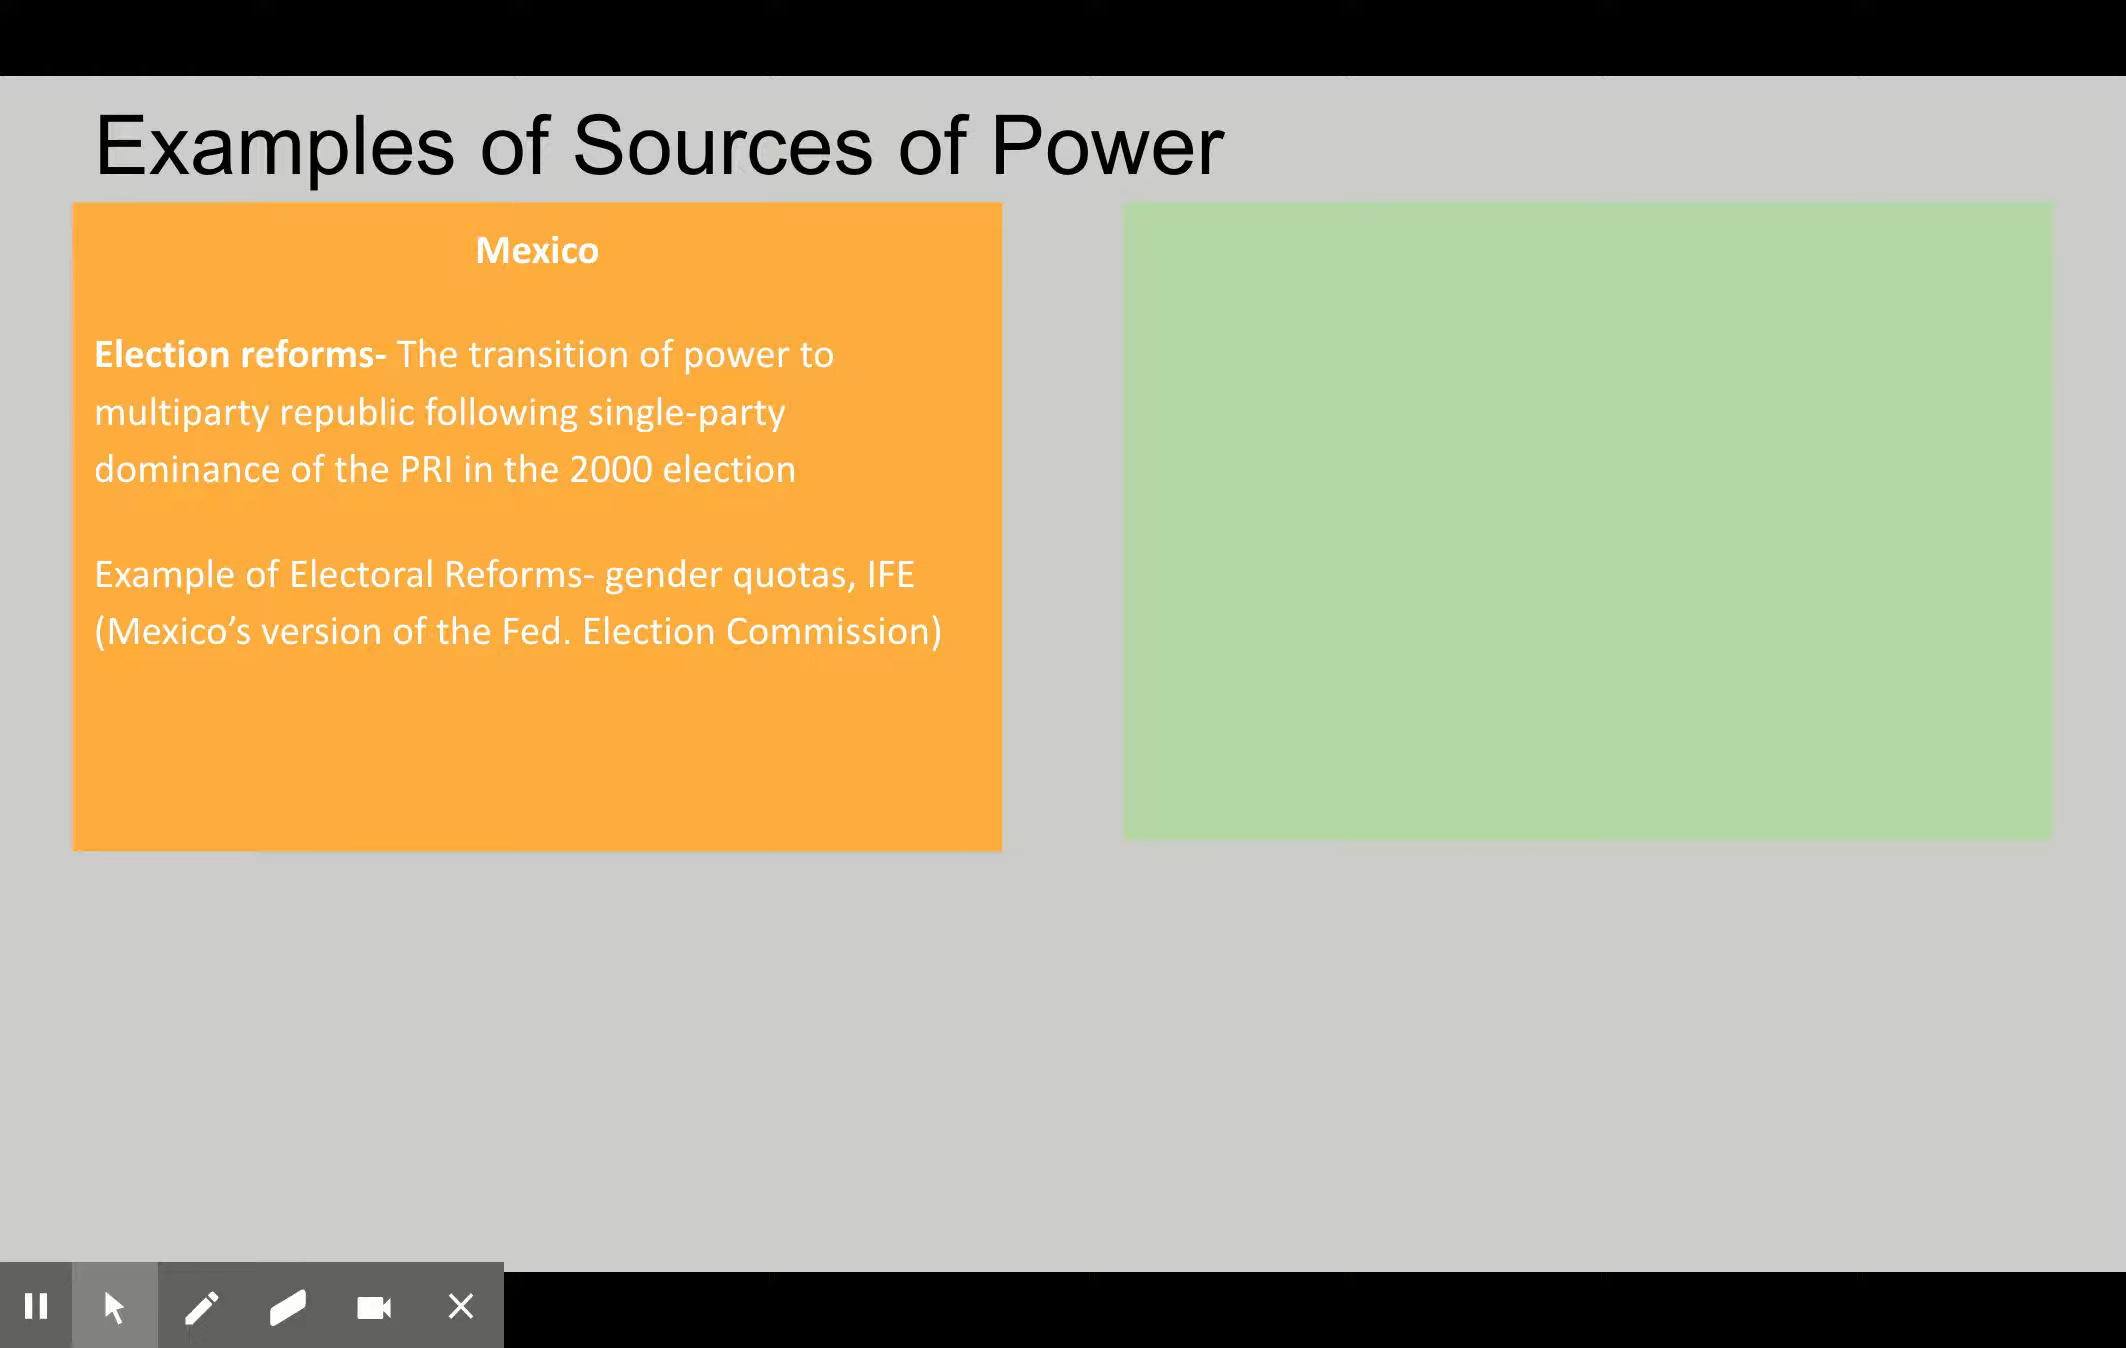 Examples of Sources of Power
Mexico
Election reforms- The transition of power to
multiparty republic following single-party
dominance of the PRI in the 2000 election
Example of Electoral Reforms- gender quotas, IFE
(Mexico’s version of the Fed. Election Commission)